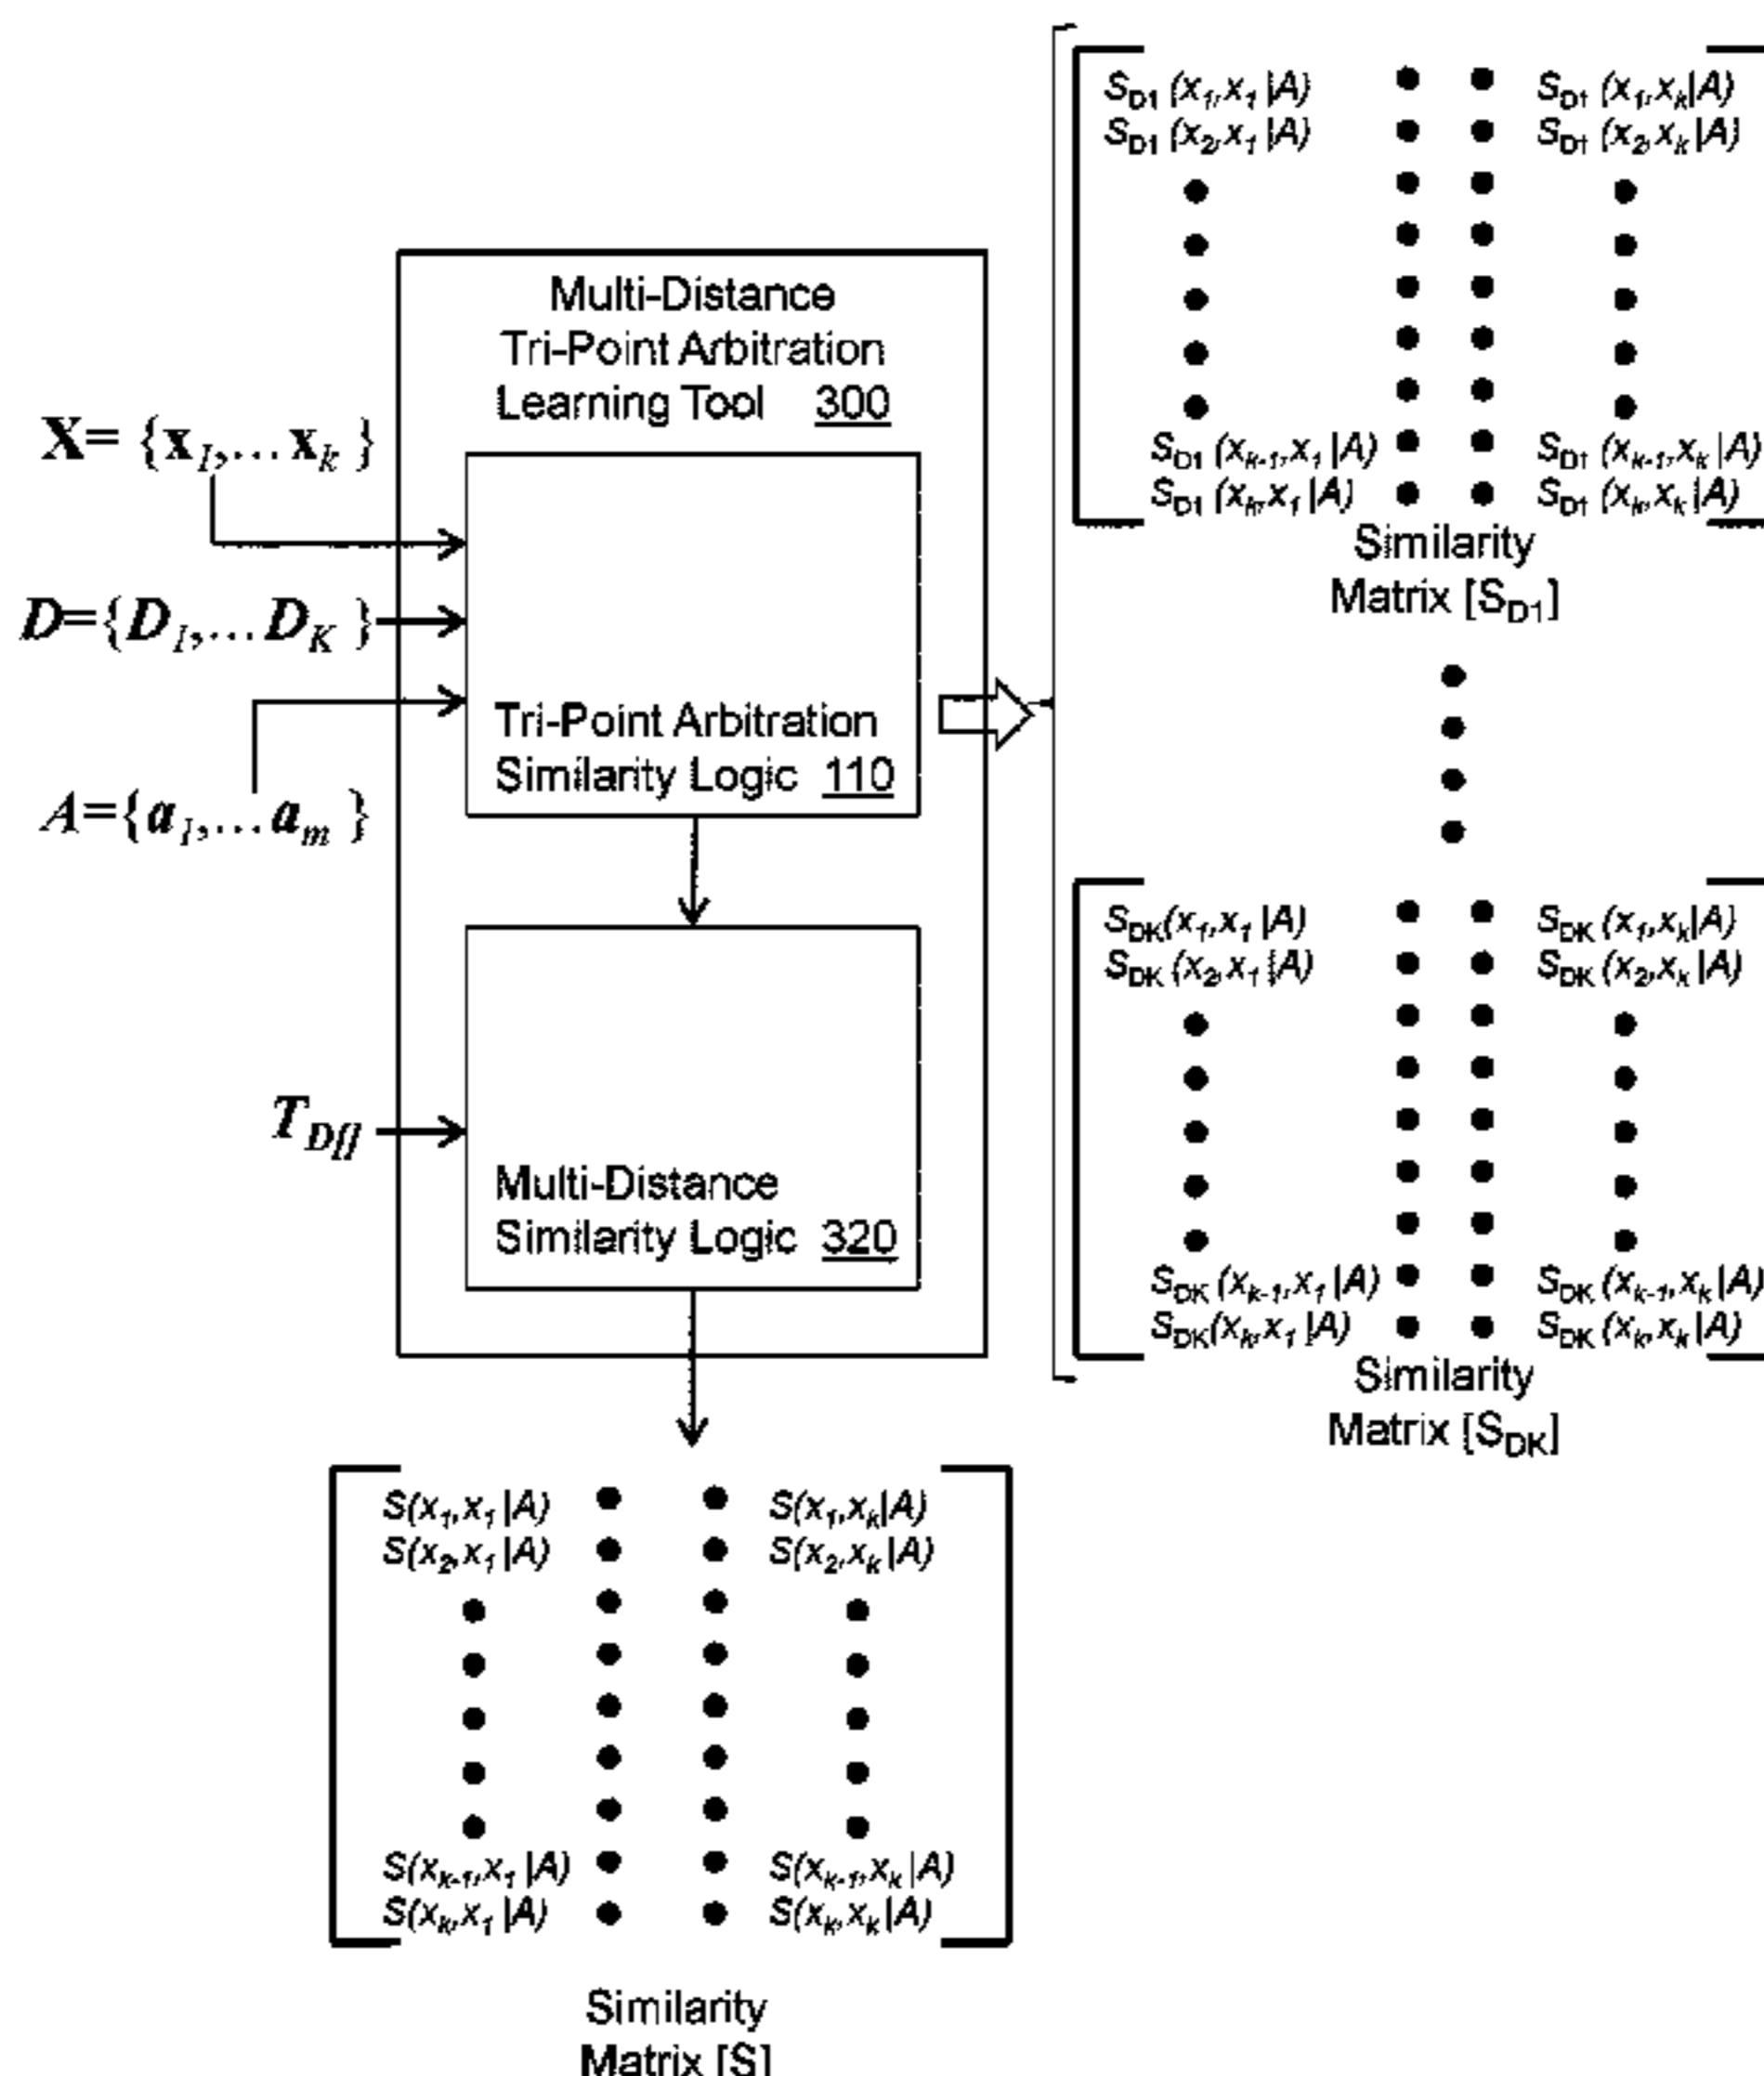 Multi-Distance
Tri-Point Arbitration
Learning Tool 300
X= {x1,...xk }
D={D1,...DK }
A={a1,...am }
Tri-Point Arbitration
Similarity Logic 110
TDff
Multi-Distance
Similarity Logic 320
SD1 (x1,x1 |A) SD1 (x1,xk|A)
SD1 (x2,x1 |A) SD1 (x2,xk |A)
SD1 (xk-1,x1 |A) SD1 (xk-1,xk |A)
SD1 (xk,x1 |A) SD1 (xk,xk |A)
Similarity
Matrix [SD1]
SDK(x1,x1 |A) SDK (x1,xk|A)
SDK (x2,x1 |A) SDK (x2,xk |A)
SDK (xk-1,x1 |A) SDK (xk-1,xk |A)
SDK(xk,x1 |A) SDK (xk,xk |A)
Similarity
Matrix [SDK]
S(x1,x1 |A) S(x1,xk|A)
S(x2,x1 |A) S(x2,xk |A)
S(xk-1,x1 |A) S(xk-1,xk |A)
S(xk,x1 |A) S(xk,xk |A)
Similarity
Matrix [S]